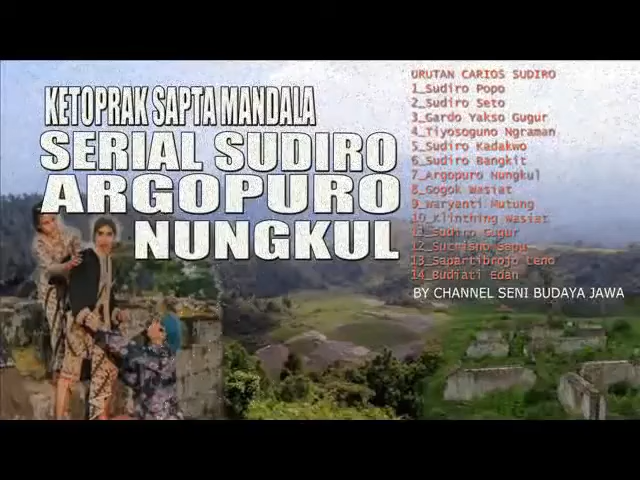 KETOPRAK SAPTA MANDALA
SERIAL SUDIRO
ARGOPURO
NUNGKUL
URUTAN CARIOS SUDIRO
1_Sudiro Popo
2_Sudiro Seto
3_Gardo Yakso Gugur
4_Tiyosoguno Ngraman
5_Sudiro Kadakwo
6_Sudiro Bangkit
7_Argopuro Nungkul
8_Gogok Wasiat
9_Waryanti Mutung
10_Klinthing Wasiat
11_Sudiro Gugur
12_Sutrisno
13_Sapartibrojo Leno
14_Budiati Edan
BY CHANNEL SENI BUDAYA JAWA